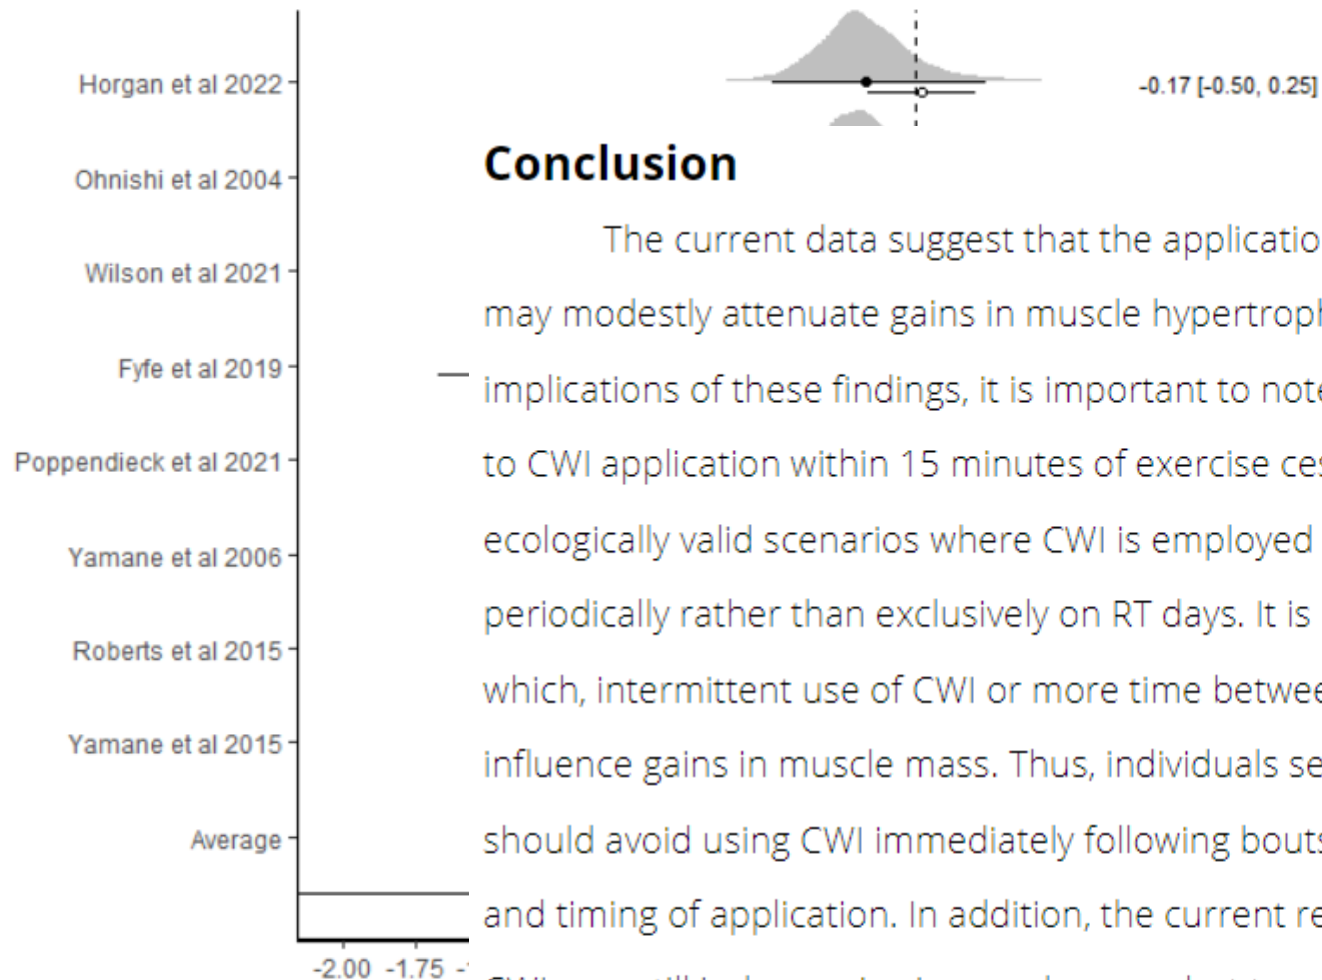 Horgan et al 2022
-0.17 [-0.50, 0.25]
Ohnishi et al 2004
Wilson et al 2021
Fyfe et al 2019
Poppendieck et al 2021
Yamane et al 2006
Roberts et al 2015
Yamane et al 2015
Average
-2.00 -1.75
Conclusion
The current data suggest that the applicatio
may modestly attenuate gains in muscle hypertroph
implications of these findings, it is important to note
to CWI application within 15 minutes of exercise ces
ecologically valid scenarios where CWI is employed
periodically rather than exclusively on RT days. It is
which, intermittent use of CWI or more time betwee
influence gains in muscle mass. Thus, individuals se
should avoid using CWI immediately following bouts
and timing of application. In addition, the current re